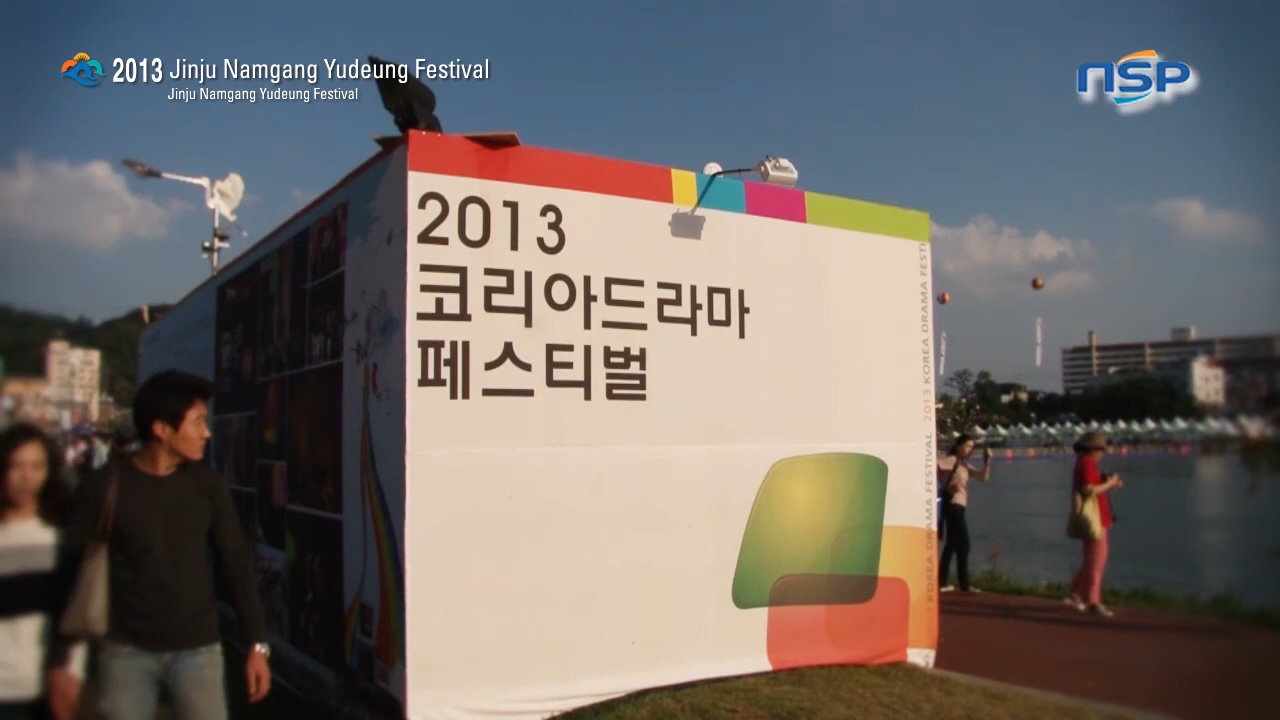 2013 Jinju Namgang Yudeung Festival
Jinju Namgang Yudeung Festival
nSP
2013
코리아드라마
페스티벌
KOREA DRAMA FESTIVAL 2013 KOREA DRAMA FESTI